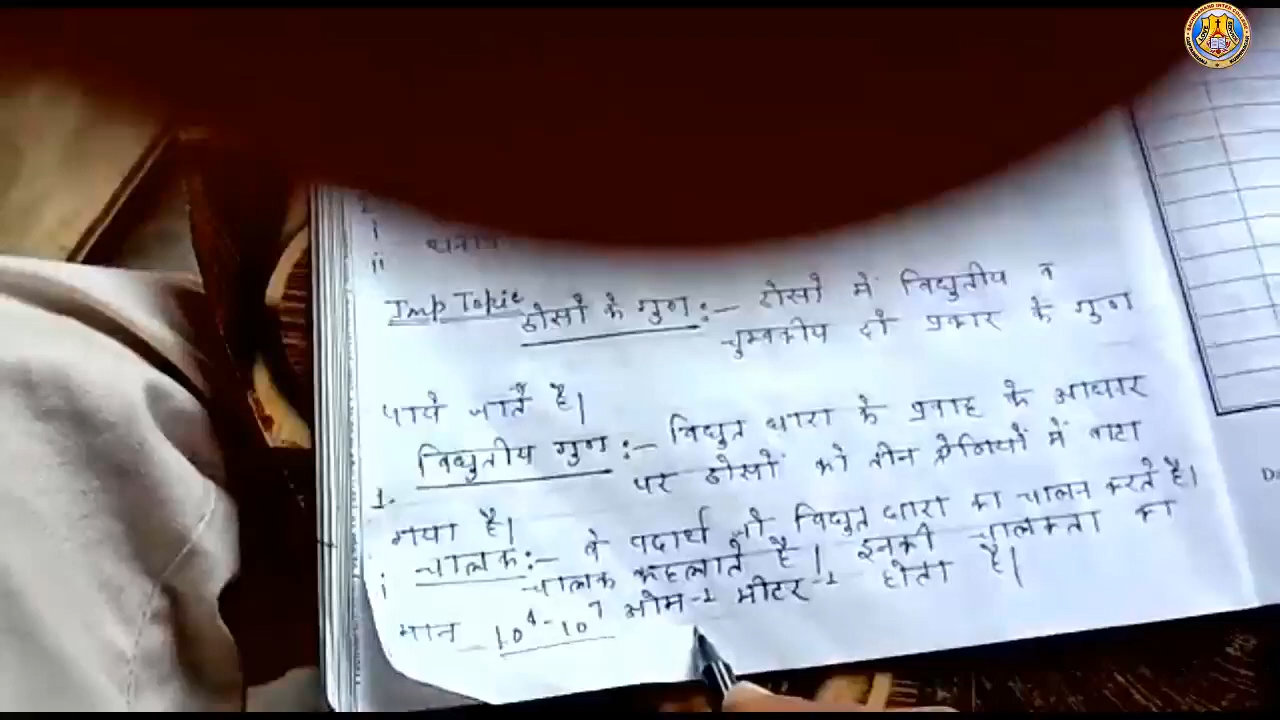 i
ii
Imp Topic ठोसों के गुण :- ठोसों में विद्युतीय व
चुम्बकीय दो प्रकार के गुण
पाये जाते है।
1. विद्युतीय गुण :- विद्युत धारा के प्रवाह के आधार
पर ठोसों को तीन श्रेणियों में बाटा
गया है।
i चालक :- वे पदार्थ जो विद्युत धारा का चालन करते है।
चालक कहलाते है। इनकी चालकता का
मान 10⁴-10⁷ ओम-1 मीटर-1 होता है।